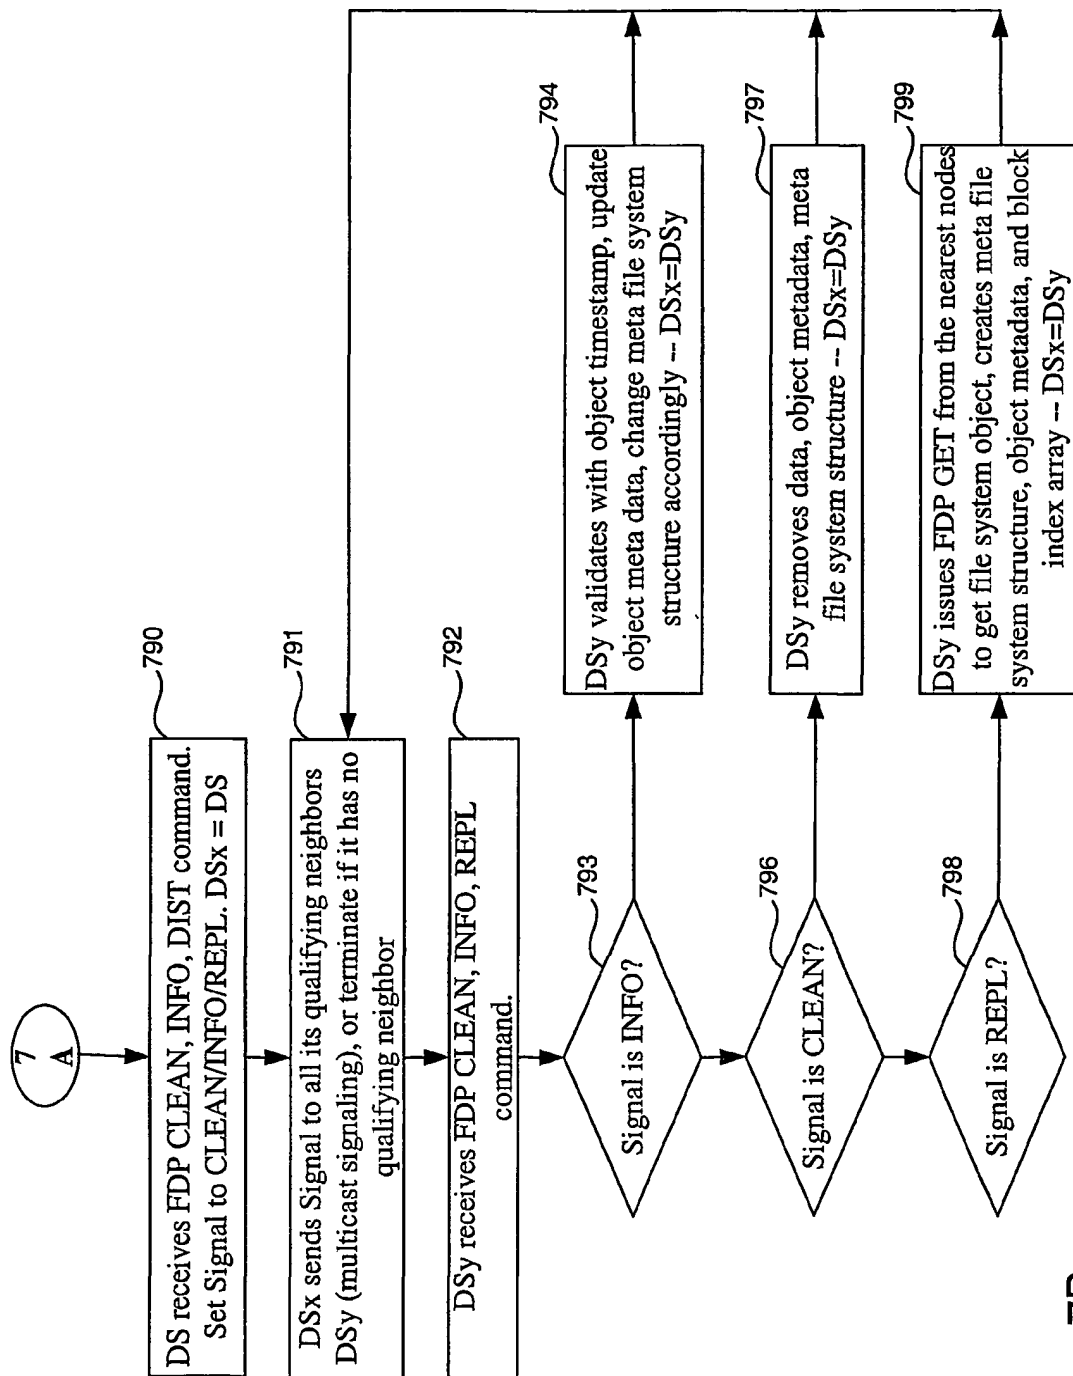 7
A
790
DS receives FDP CLEAN, INFO, DIST command.
Set Signal to CLEAN/INFO/REPL. DSx = DS
791
DSx sends Signal to all its qualifying neighbors
DSy (multicast signaling), or terminate if it has no
qualifying neighbor
792
DSy receives FDP CLEAN, INFO, REPL
command.
793
Signal is INFO?
794
DSy validates with object timestamp, update
object meta data, change meta file system
structure accordingly -- DSx=DSy
796
Signal is CLEAN?
797
DSy removes data, object metadata, meta
file system structure -- DSx=DSy
798
Signal is REPL?
799
DSy issues FDP GET from the nearest nodes
to get file system object, creates meta file
system structure, object metadata, and block
index array -- DSx=DSy